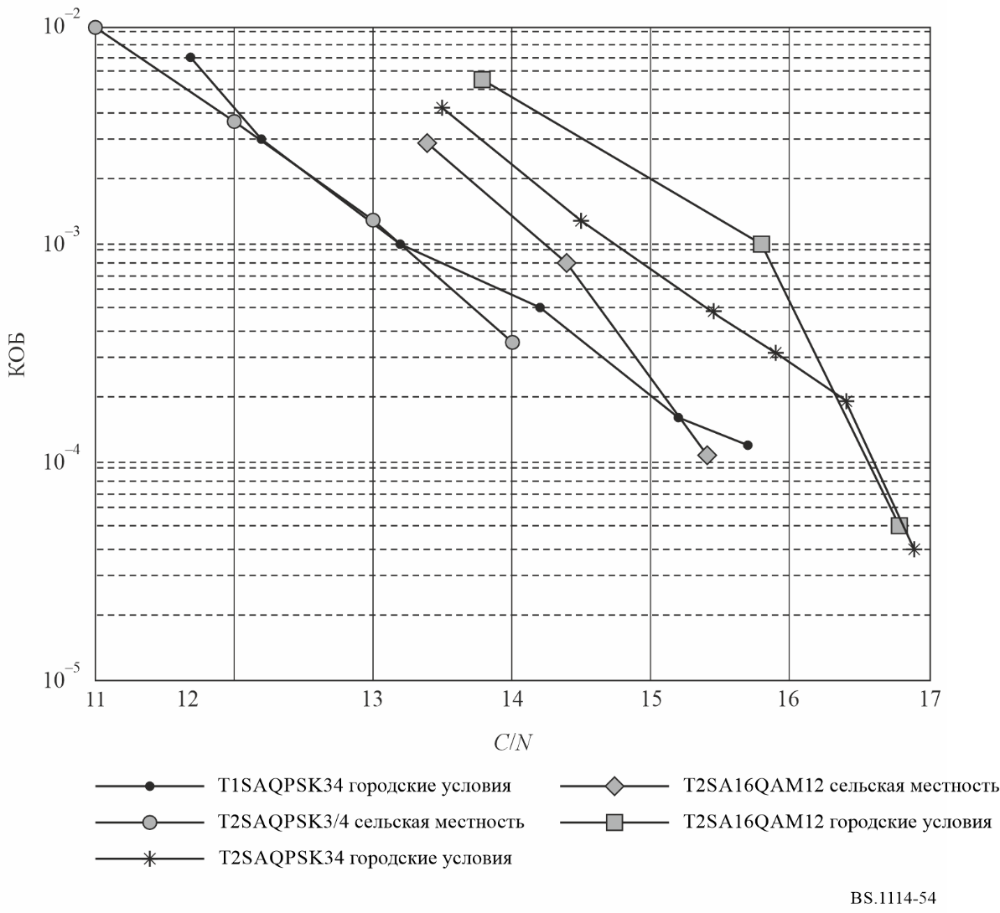 10–2
10–3
КОБ
10–4
10–5
11 12 13 14 15 16 17
C/N
T1SAQPSK34 городские условия
T2SA16QAM12 сельская местность
T2SAQPSK3/4 сельская местность
T2SA16QAM12 городские условия
T2SAQPSK34 городские условия
BS.1114-54